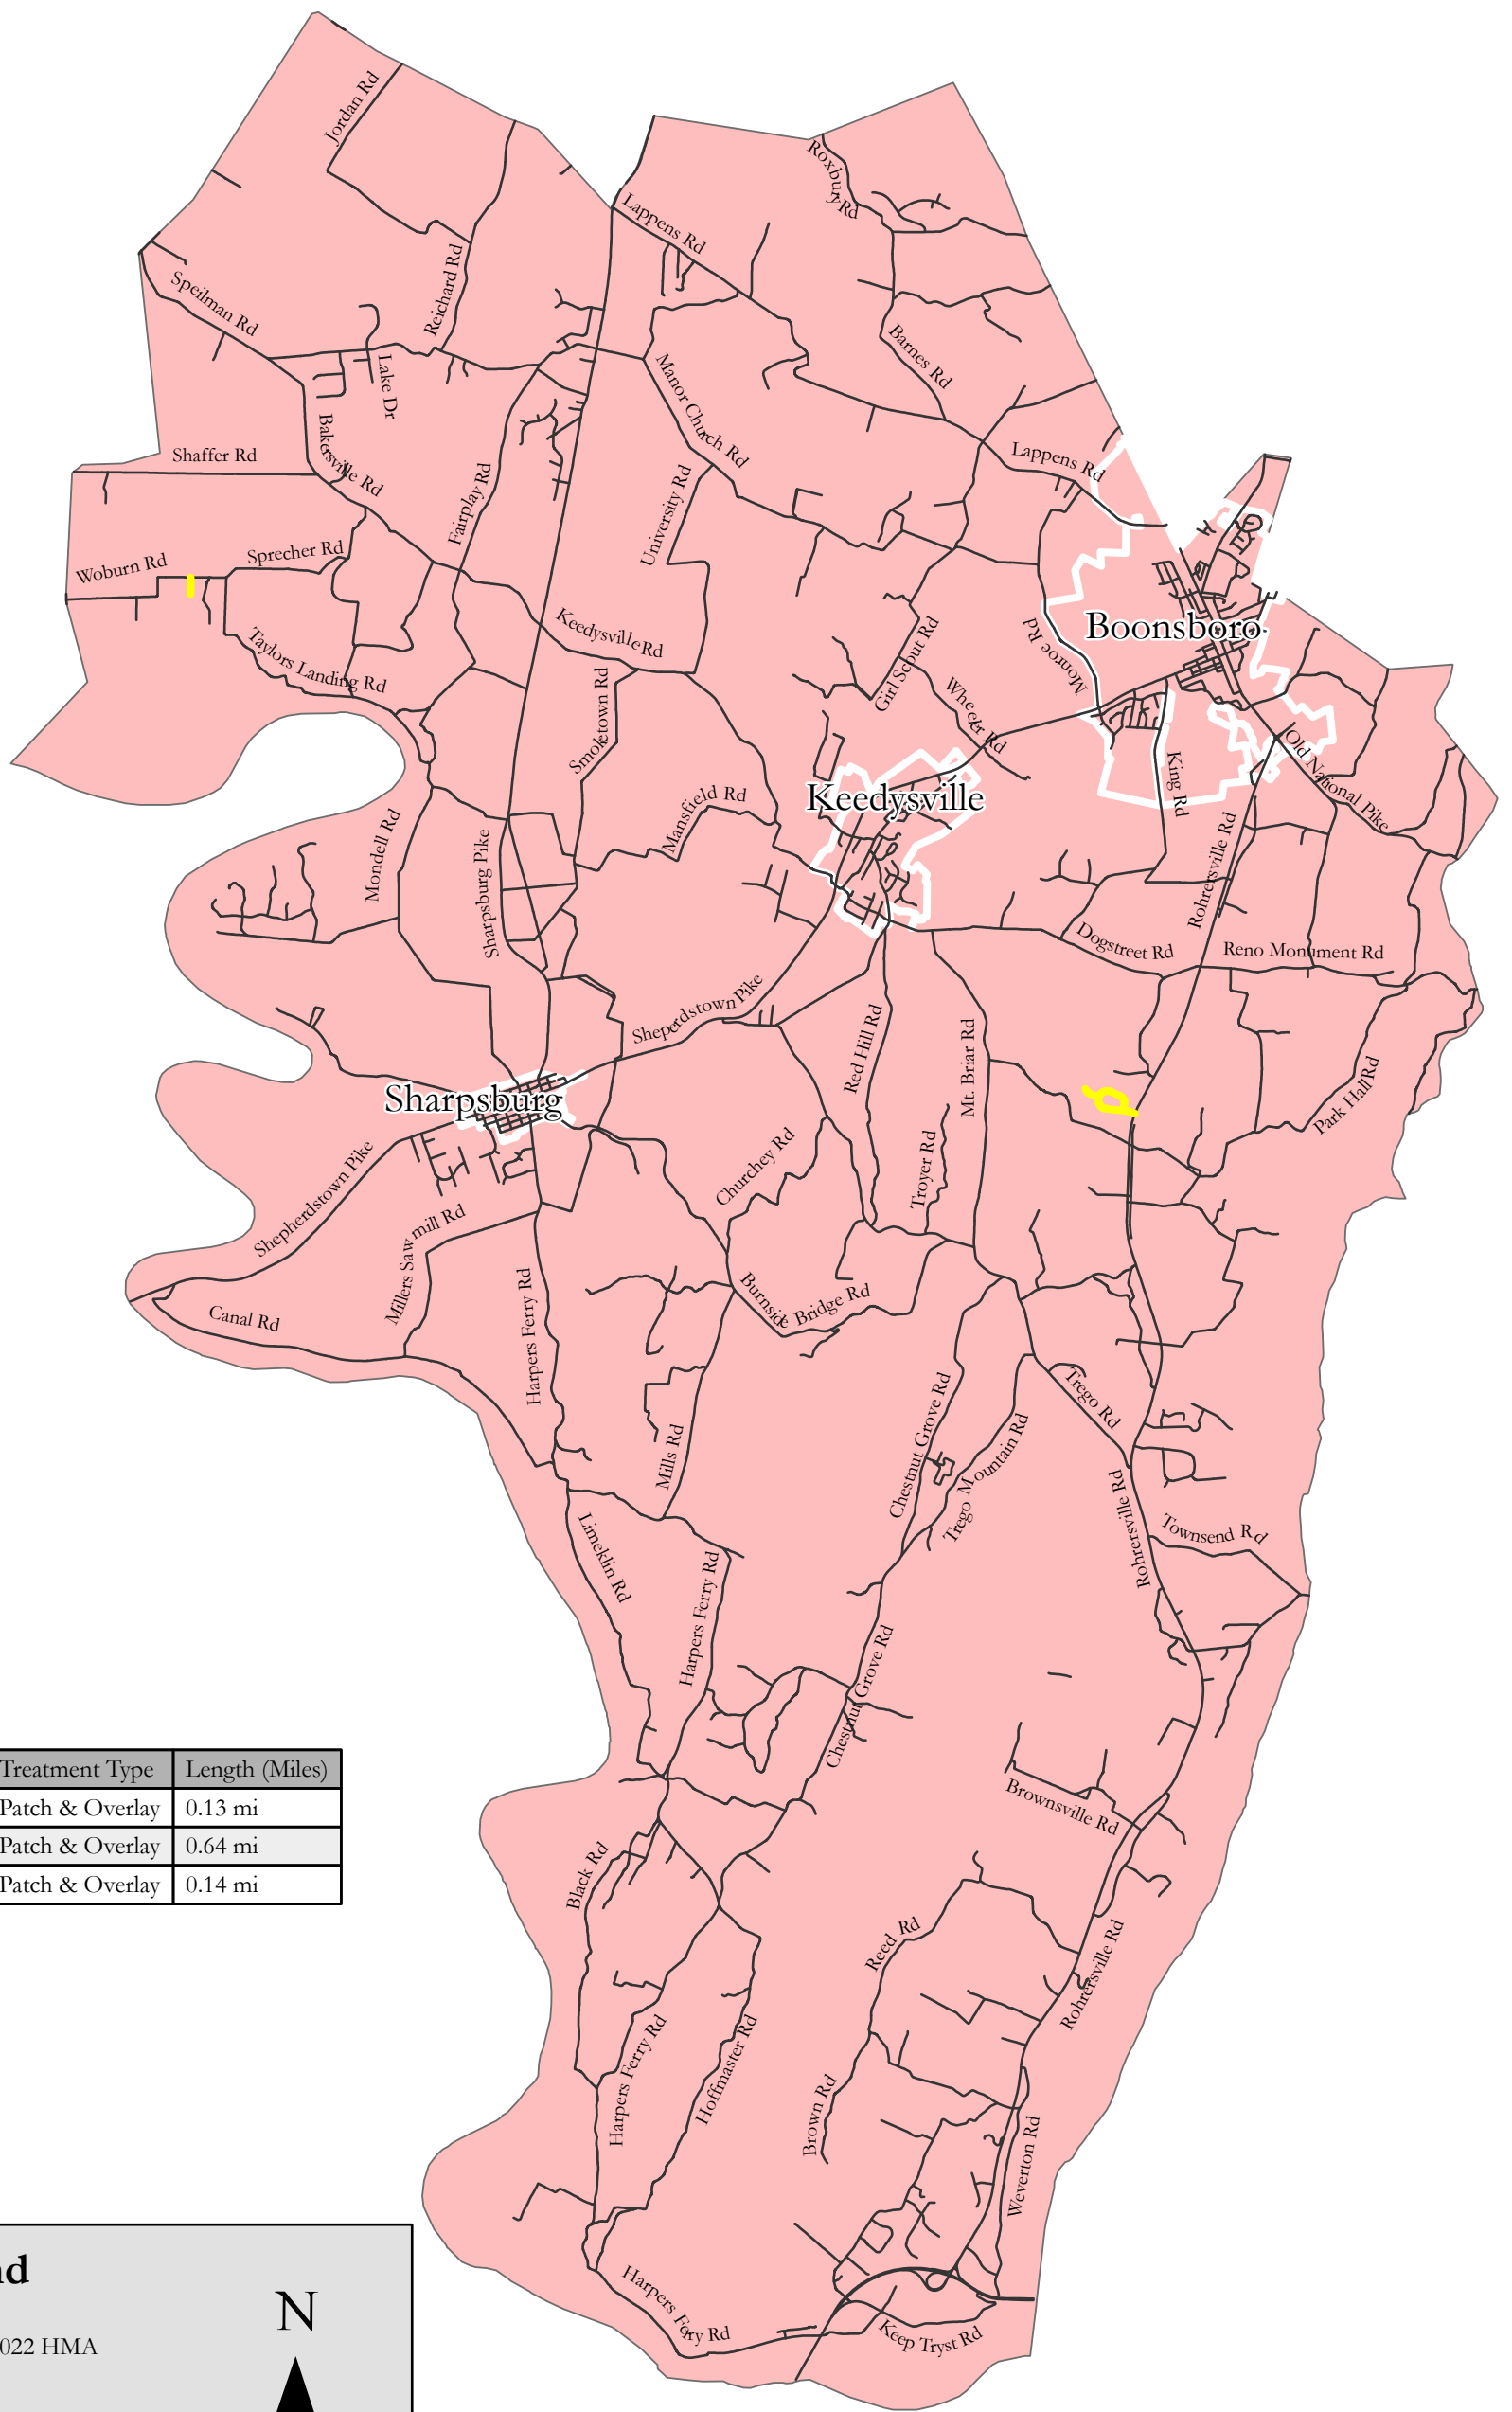 Jordan Rd
Roxbury Rd
Lappens Rd
Reichard Rd
Speilman Rd
Barnes Rd
Lake Dr
Manor Church Rd
Bakersville Rd
Shaffer Rd
Lappens Rd
Fairplay Rd
University Rd
Sprecher Rd
Woburn Rd
Boonsboro
Keedysville Rd
Monroe Rd
Girl Scout Rd
Taylors Landing Rd
Smoketown Rd
Wheeler Rd
Old National Pike
King Rd
Keedysville
Mansfield Rd
Mondell Rd
Sharpsburg Pike
Rohrersville Rd
Dogstreet Rd
Reno Monument Rd
Sheperdstown Pike
Red Hill Rd
Mt. Briar Rd
Park Hall Rd
Sharpsburg
Churchey Rd
Troyer Rd
Shepherdstown Pike
Millers Sawmill Rd
Burnside Bridge Rd
Canal Rd
Harpers Ferry Rd
Trego Rd
Chestnut Grove Rd
Mills Rd
Trego Mountain Rd
Rohrersville Rd
Townsend Rd
Limeklin Rd
Harpers Ferry Rd
Chestnut Grove Rd
Treatment Type Length (Miles)
Patch & Overlay 0.13 mi
Patch & Overlay 0.64 mi
Patch & Overlay 0.14 mi
Brownsville Rd
Black Rd
Reed Rd
Rohrersville Rd
Harpers Ferry Rd
Hoffmaster Rd
Brown Rd
Weverton Rd
Harpers Ferry Rd
Keep Tryst Rd
nd
N
022 HMA